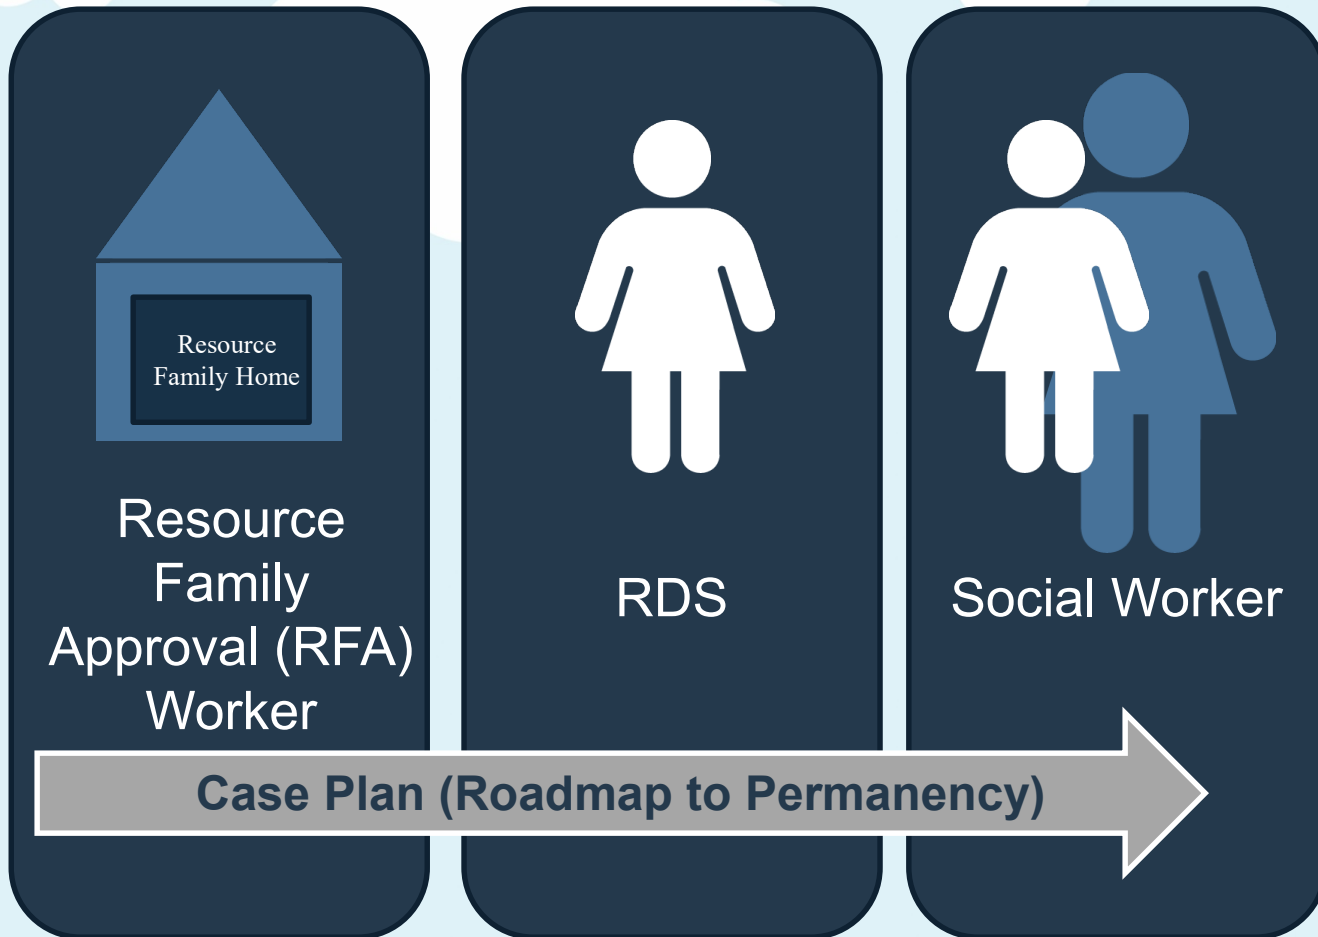 Resource
Family Home
Resource
Family
Approval (RFA)
Worker
RDS
Social Worker
Case Plan (Roadmap to Permanency)